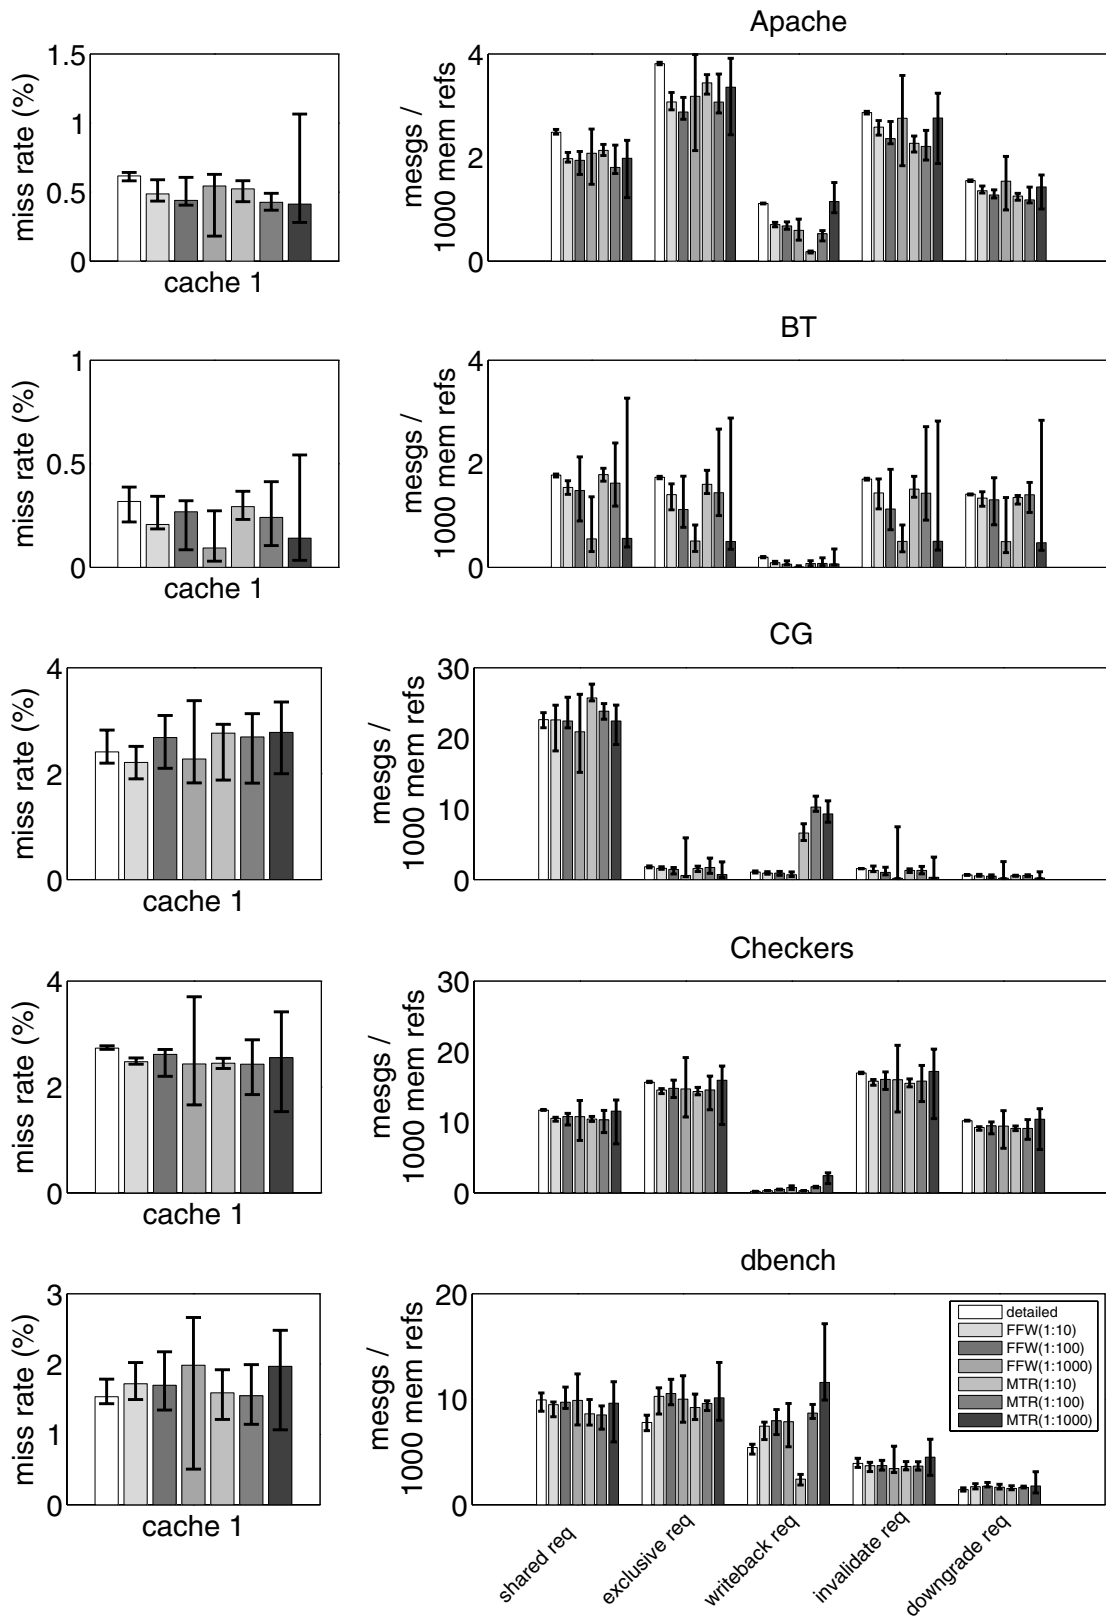 Apache
miss rate (%)
1.5
1
0.5
0
cache 1
mesgs /
1000 mem refs
4
2
0
BT
miss rate (%)
1
0.5
0
cache 1
mesgs /
1000 mem refs
4
2
0
CG
miss rate (%)
4
2
0
cache 1
mesgs /
1000 mem refs
30
20
10
0
Checkers
miss rate (%)
4
2
0
cache 1
mesgs /
1000 mem refs
30
20
10
0
dbench
miss rate (%)
3
2
1
0
cache 1
mesgs /
1000 mem refs
20
10
0
detailed
FFW(1:10)
FFW(1:100)
FFW(1:1000)
MTR(1:10)
MTR(1:100)
MTR(1:1000)
shared req
exclusive req
writeback req
invalidate req
downgrade req